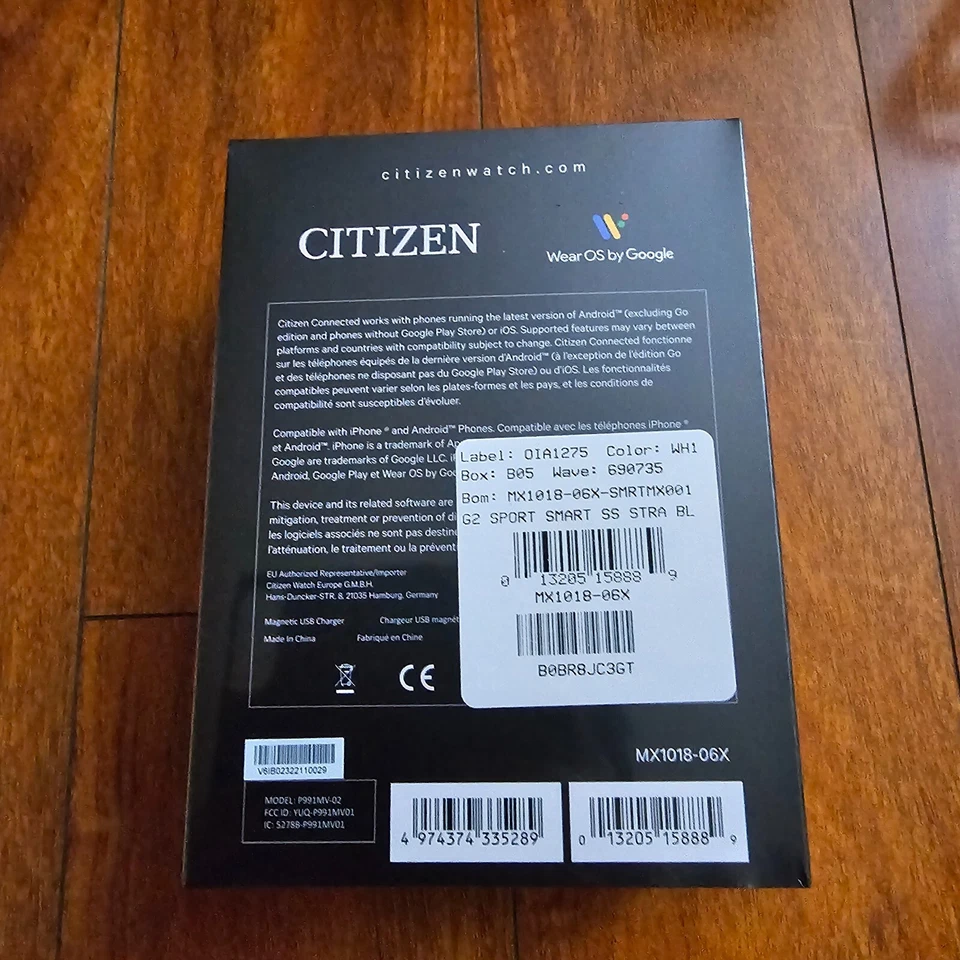 citizenwatch.com
CITIZEN
Wear OS by Google
Citizen Connected works with phones running the latest version of Android™ (excluding Go
edition and phones without Google Play Store) or iOS. Supported features may vary between
platforms and countries with compatibility subject to change. Citizen Connected fonctionne
sur les téléphones équipés de la dernière version d'Android™ (à l'exception de l'édition Go
et des téléphones ne disposant pas du Google Play Store) ou d'iOS. Les fonctionnalités
compatibles peuvent varier selon les plates-formes et les pays, et les conditions de
compatibilité sont susceptibles d'évoluer.
Compatible with iPhone ® and Android™ Phones. Compatible avec les téléphones iPhone ®
et Android™. iPhone is a trademark of
Google are trademarks of Google LLC.
Android, Google Play et Wear OS by
This device and its related software are
mitigation, treatment or prevention of
les logiciels associés ne sont pas
l'atténuation, le traitement ou la
EU Authorized Representative/Importer
Citizen Watch Europe G.M.B.H.
Hans-Duncker-STR. 8, 21035 Hamburg, Germany
Magnetic USB Charger Chargeur USB
Made In China Fabriqué en Chine
CE
Label: OIA1275 Color: WH1
Box: B05 Wave: 690735
Bom: MX1018-06X-SMRTMX001
G2 SPORT SMART SS STRA BL
0 13205 15888 9
MX1018-06X
B0BR8JC3GT
V6IB02322110029
MX1018-06X
MODEL: P991MV-02
FCC ID: YUQ-P991MV01
IC: 5278B-P991MV01
4 974374 335289
0 13205 15888 9